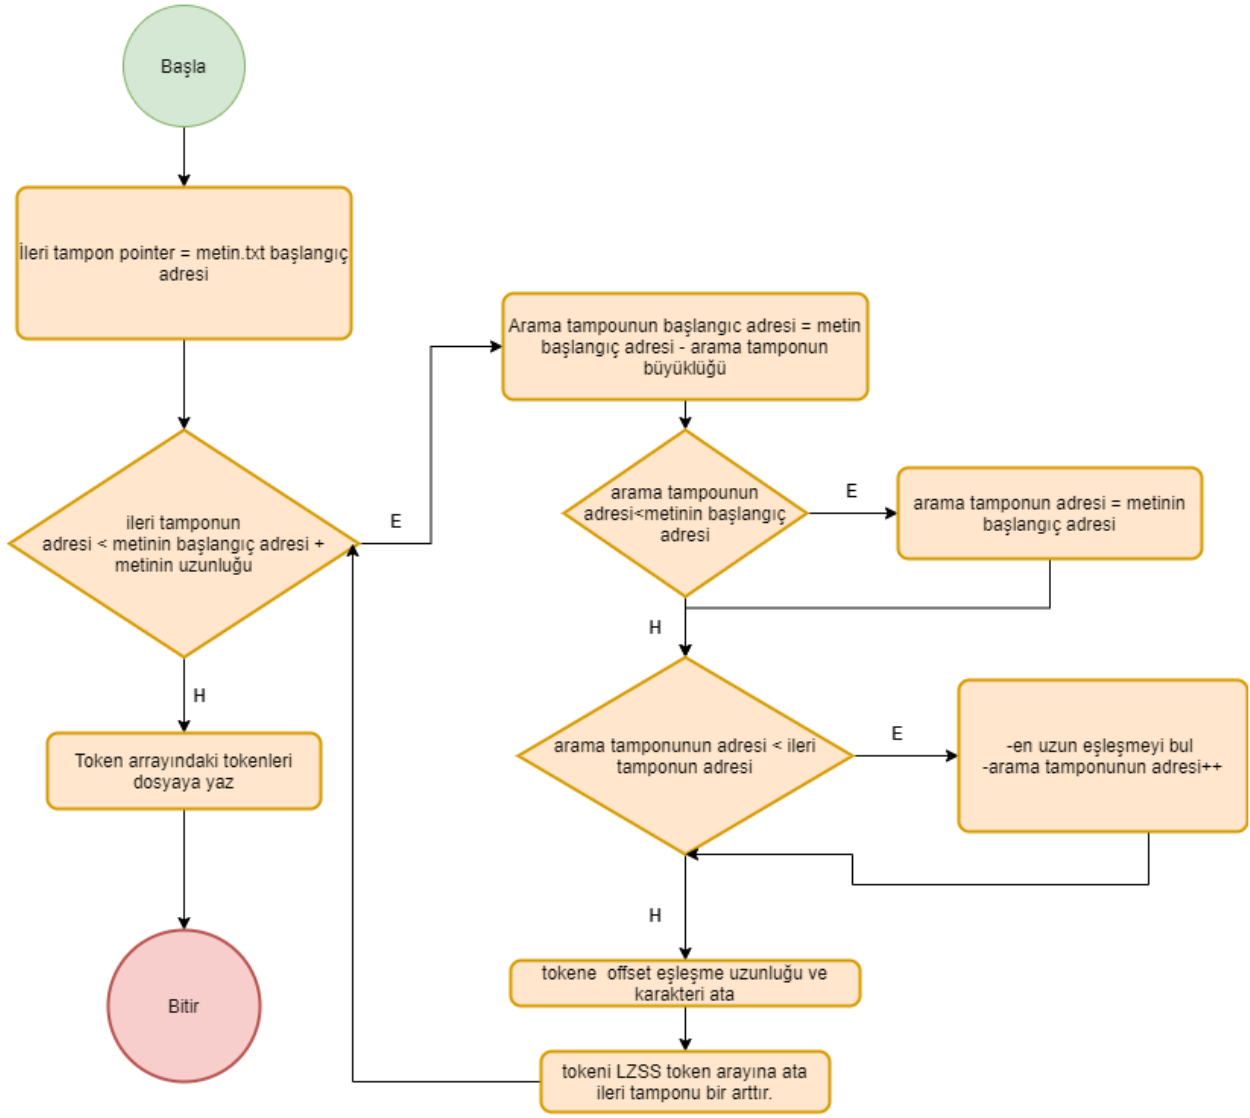 Başla
İleri tampon pointer = metin.txt başlangıç
adresi
ileri tamponun
adresi < metinin başlangıç adresi +
metinin uzunluğu
E
H
Token arrayındaki tokenleri
dosyaya yaz
Bitir
Arama tampounun başlangıc adresi = metin
başlangıç adresi - arama tamponun
büyüklüğü
arama tampounun
adresi<metinin başlangıç
adresi
E
arama tamponun adresi = metinin
başlangıç adresi
H
arama tamponunun adresi < ileri
tamponun adresi
E
-en uzun eşleşmeyi bul
-arama tamponunun adresi++
H
tokene  offset eşleşme uzunluğu ve
karakteri ata
tokeni LZSS token arayına ata
ileri tamponu bir arttır.